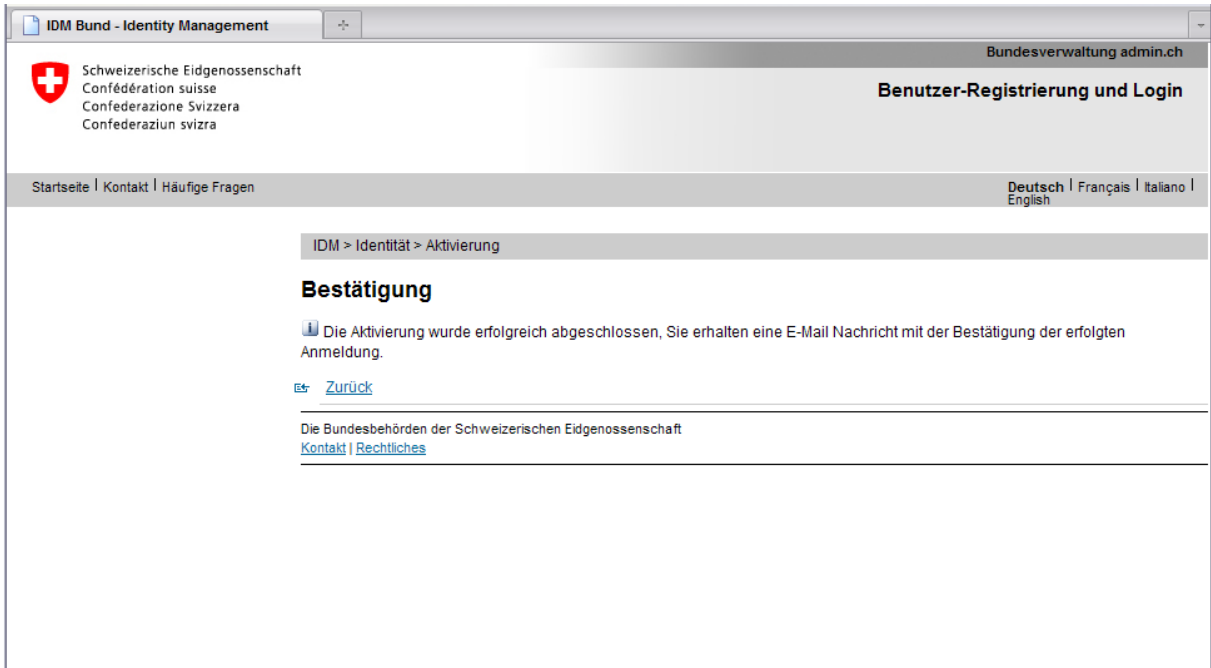 IDM Bund - Identity Management
Bundesverwaltung admin.ch
Schweizerische Eidgenossenschaft
Confédération suisse
Confederazione Svizzera
Confederaziun svizra
Benutzer-Registrierung und Login
Startseite | Kontakt | Häufige Fragen
Deutsch | Français | Italiano |
English
IDM > Identität > Aktivierung
Bestätigung
Die Aktivierung wurde erfolgreich abgeschlossen, Sie erhalten eine E-Mail Nachricht mit der Bestätigung der erfolgten
Anmeldung.
Zurück
Die Bundesbehörden der Schweizerischen Eidgenossenschaft
Kontakt | Rechtliches